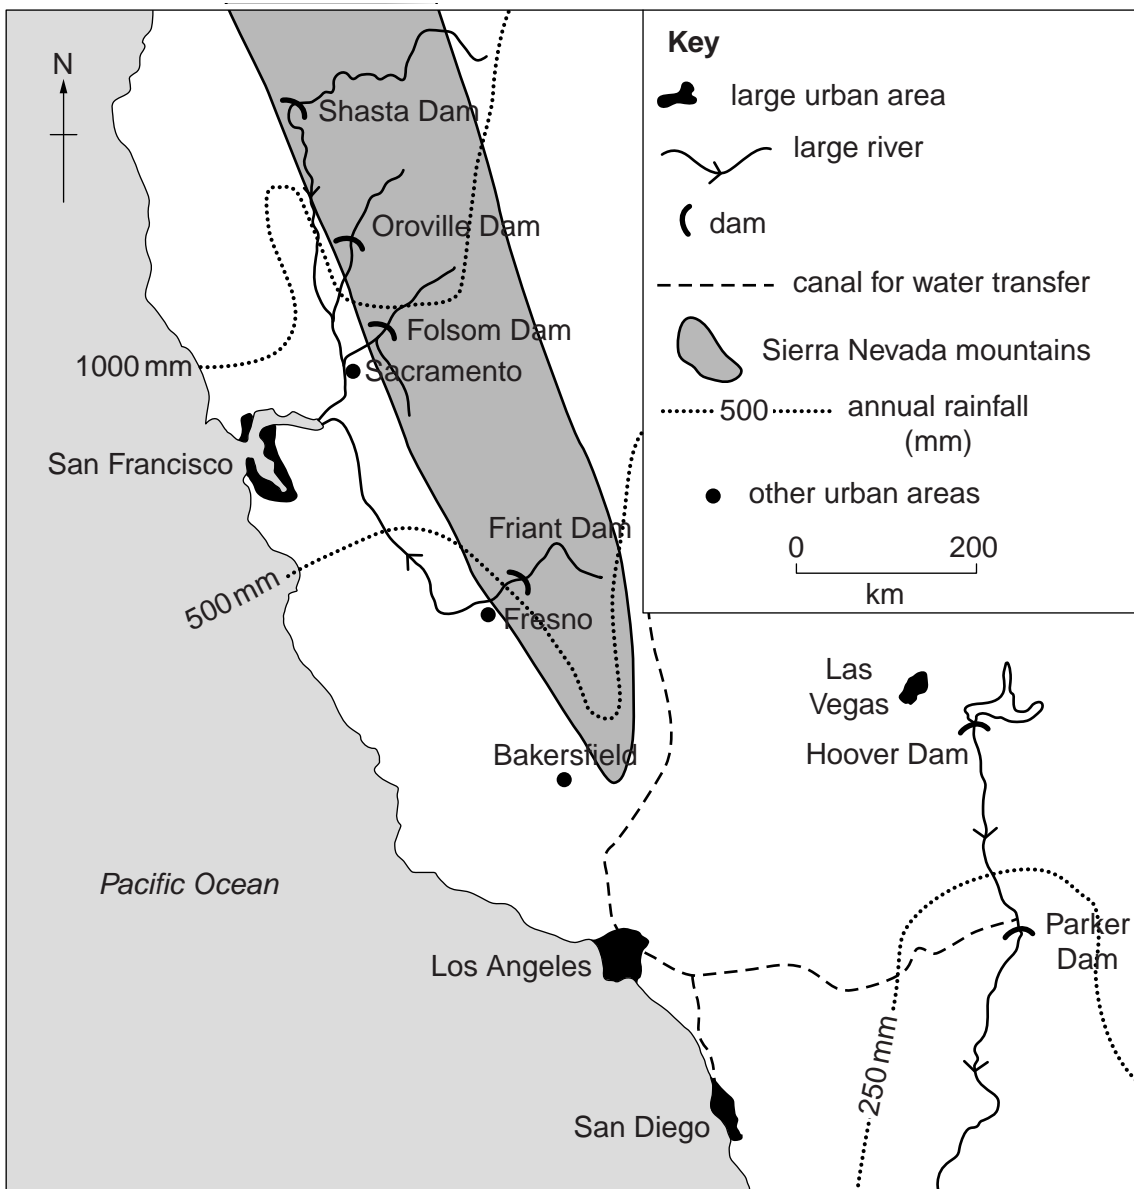 N
Shasta Dam
Oroville Dam
Folsom Dam
1000 mm
Sacramento
San Francisco
Friant Dam
500 mm
Fresno
Bakersfield
Pacific Ocean
Los Angeles
San Diego
Las
Vegas
Hoover Dam
Parker
Dam
250 mm
Key
large urban area
large river
dam
canal for water transfer
Sierra Nevada mountains
500
annual rainfall
(mm)
other urban areas
0 200
km